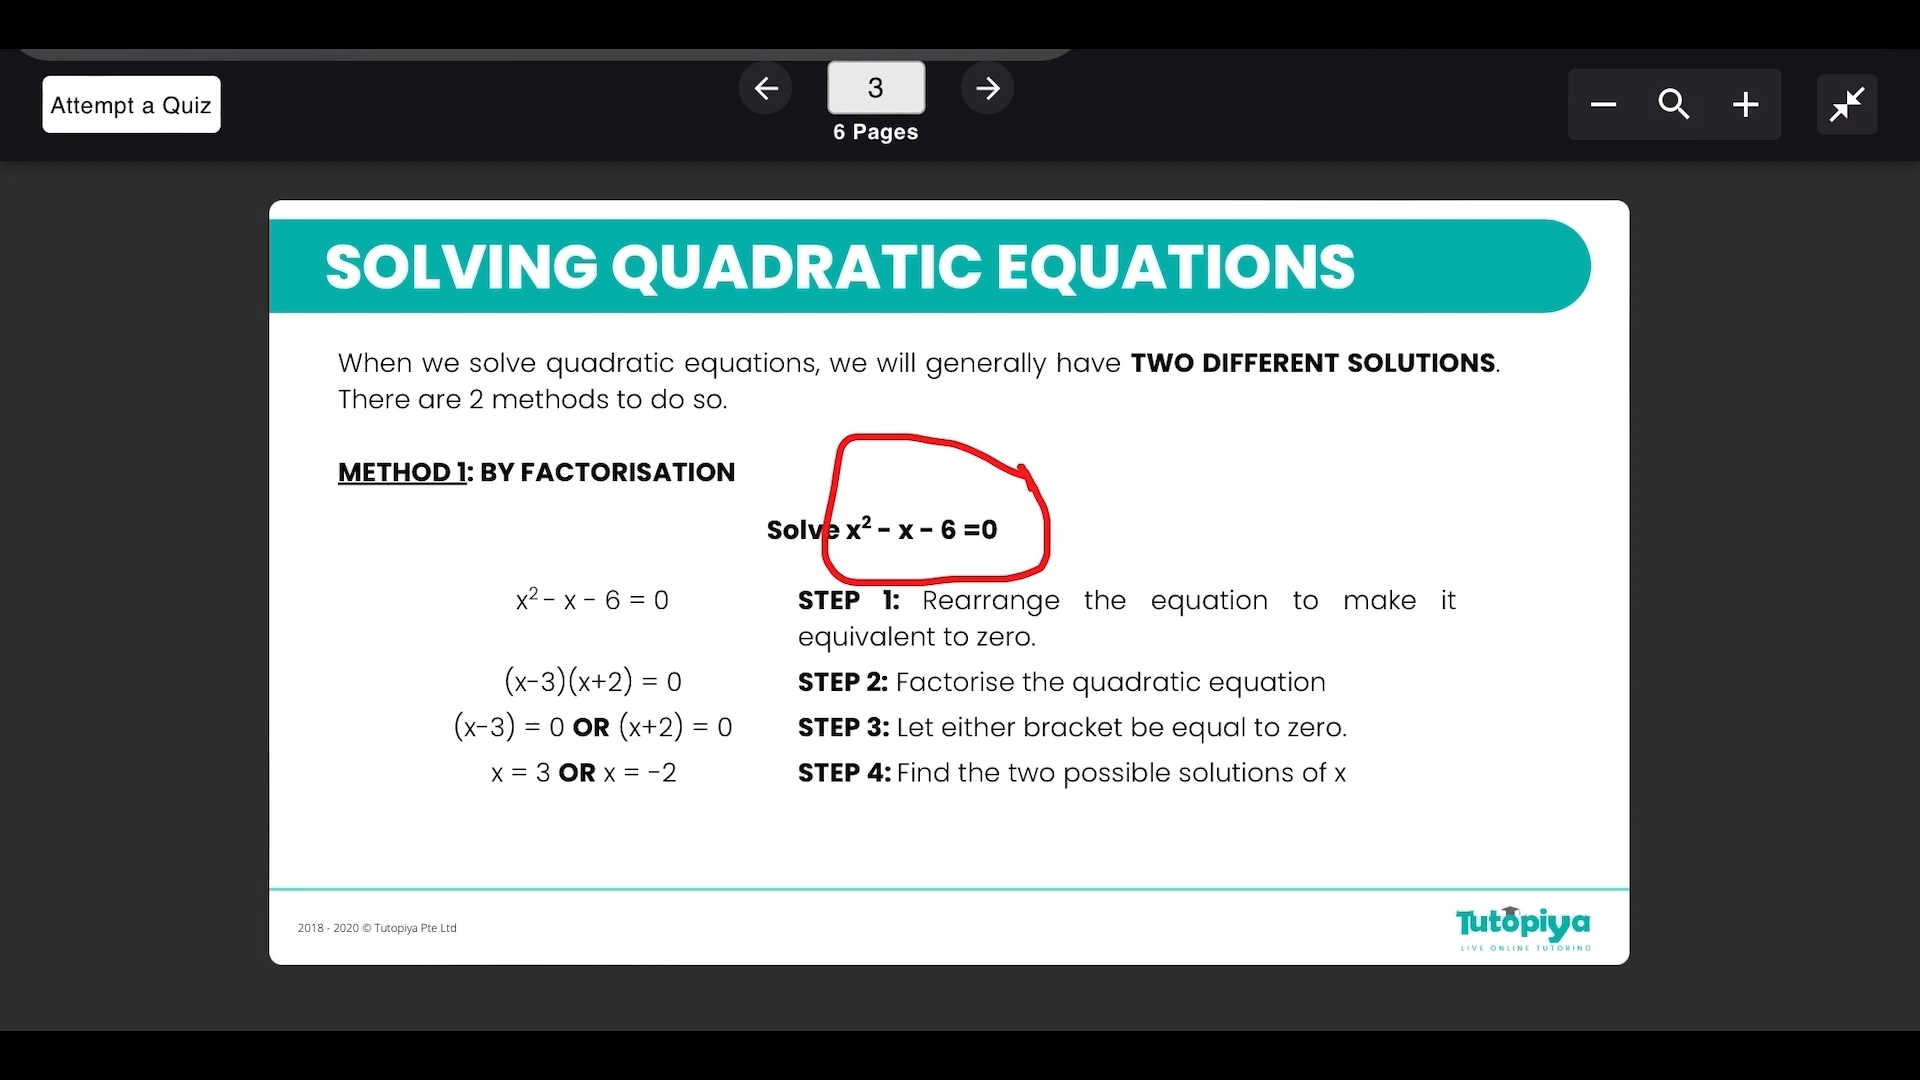 Attempt a Quiz
3
6 Pages
SOLVING QUADRATIC EQUATIONS
When we solve quadratic equations, we will generally have TWO DIFFERENT SOLUTIONS.
There are 2 methods to do so.
METHOD 1: BY FACTORISATION
Solve x² - x - 6 =0
x² - x - 6 = 0
STEP 1: Rearrange the equation to make it
equivalent to zero.
(x-3)(x+2) = 0
STEP 2: Factorise the quadratic equation
(x-3) = 0 OR (x+2) = 0
STEP 3: Let either bracket be equal to zero.
x = 3 OR x = -2
STEP 4: Find the two possible solutions of x
2018 - 2020 © Tutopiya Pte Ltd
Tutopiya
LIVE ONLINE TUTORING